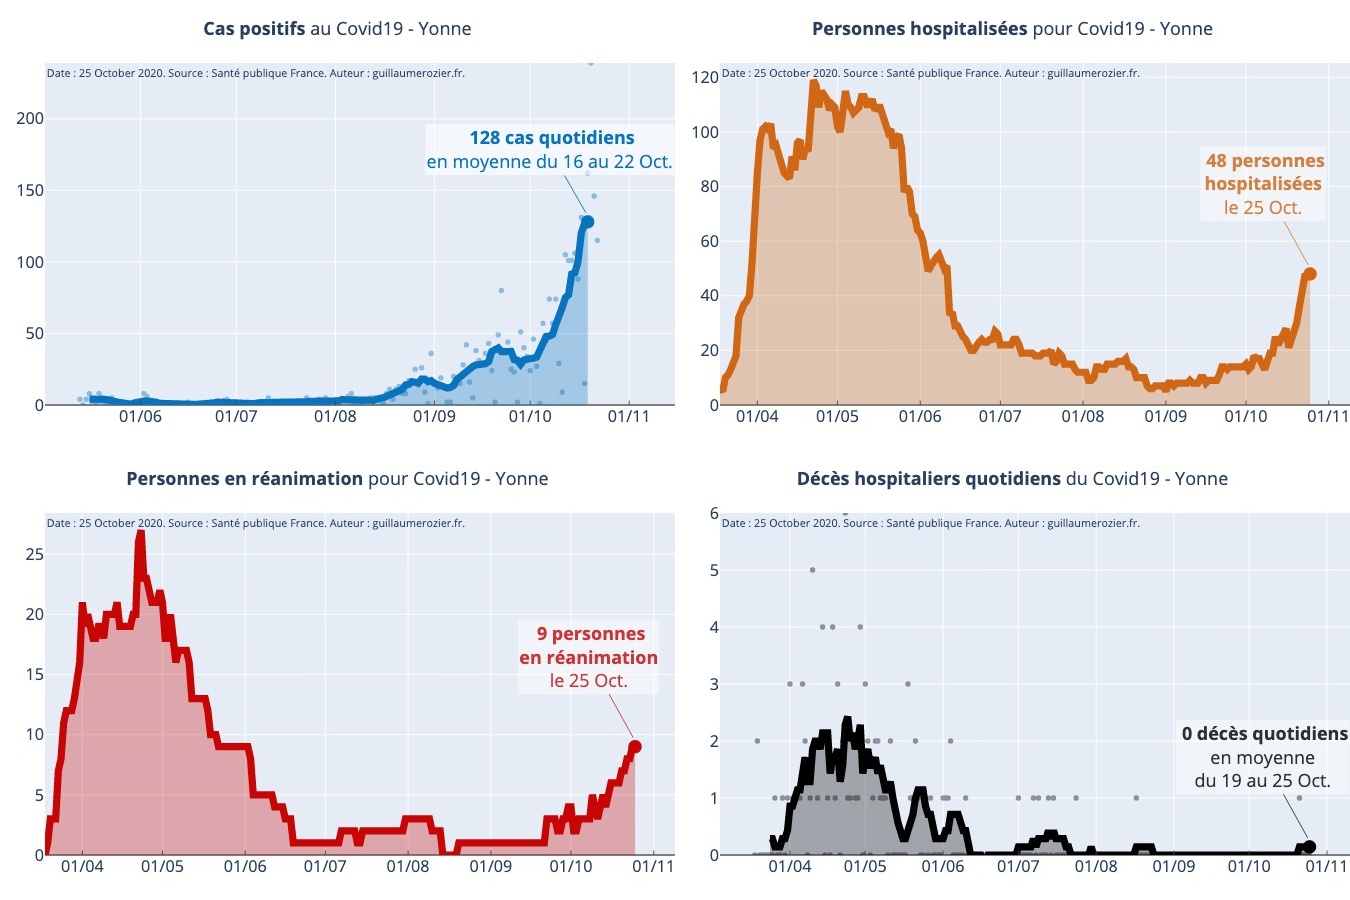 Cas positifs au Covid19 - Yonne
Date : 25 October 2020. Source : Santé publique France. Auteur : guillaumerozier.fr.
200
150
100
50
0
128 cas quotidiens
en moyenne du 16 au 22 Oct.
01/06 01/07 01/08 01/09 01/10 01/11
Personnes hospitalisées pour Covid19 - Yonne
Date : 25 October 2020. Source : Santé publique France. Auteur : guillaumerozier.fr.
120
100
80
60
40
20
0
48 personnes
hospitalisées
le 25 Oct.
01/04 01/05 01/06 01/07 01/08 01/09 01/10 01/11
Personnes en réanimation pour Covid19 - Yonne
Date : 25 October 2020. Source : Santé publique France. Auteur : guillaumerozier.fr.
25
20
15
10
5
0
9 personnes
en réanimation
le 25 Oct.
01/04 01/05 01/06 01/07 01/08 01/09 01/10 01/11
Décès hospitaliers quotidiens du Covid19 - Yonne
Date : 25 October 2020. Source : Santé publique France. Auteur : guillaumerozier.fr.
6
5
4
3
2
1
0
0 décès quotidiens
en moyenne
du 19 au 25 Oct.
01/04 01/05 01/06 01/07 01/08 01/09 01/10 01/11